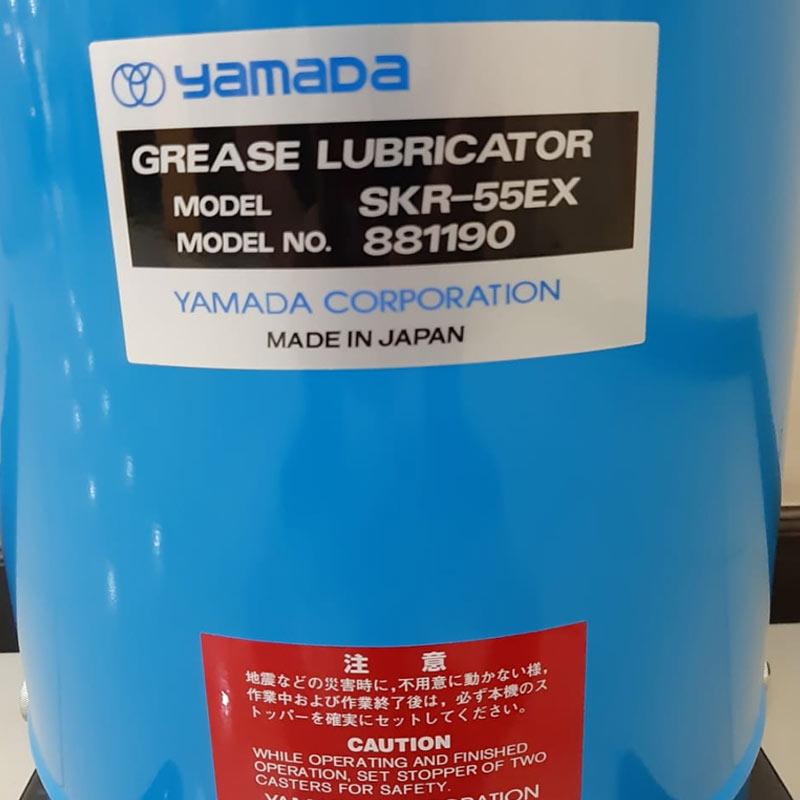 yamada
GREASE LUBRICATOR
MODEL SKR-55EX
MODEL NO. 881190
YAMADA CORPORATION
MADE IN JAPAN
注 意
地震などの災害時に,不用意に動かない様,
作業中および作業終了後は,必ず本機のス
トッパーを確実にセットしてください。
CAUTION
WHILE OPERATING AND FINISHED
OPERATION, SET STOPPER OF TWO
CASTERS FOR SAFETY.